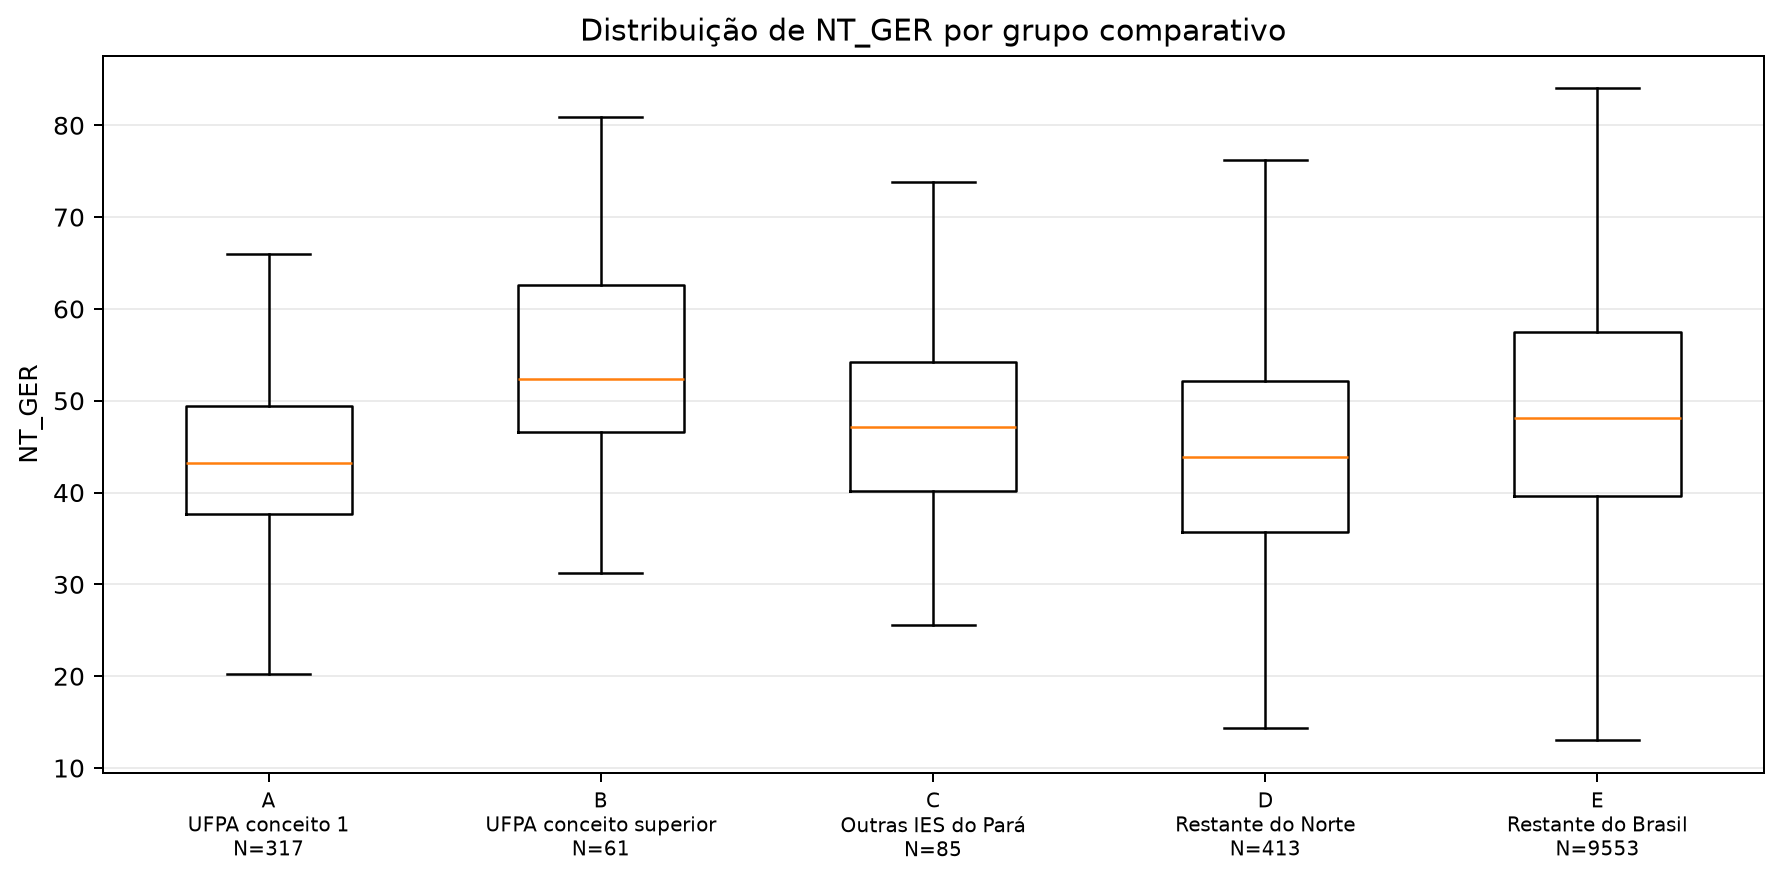 Distribuição de NT_GER por grupo comparativo
NT_GER
80
70
60
50
40
30
20
10
A
UFPA conceito 1
N=317
B
UFPA conceito superior
N=61
C
Outras IES do Pará
N=85
D
Restante do Norte
N=413
E
Restante do Brasil
N=9553